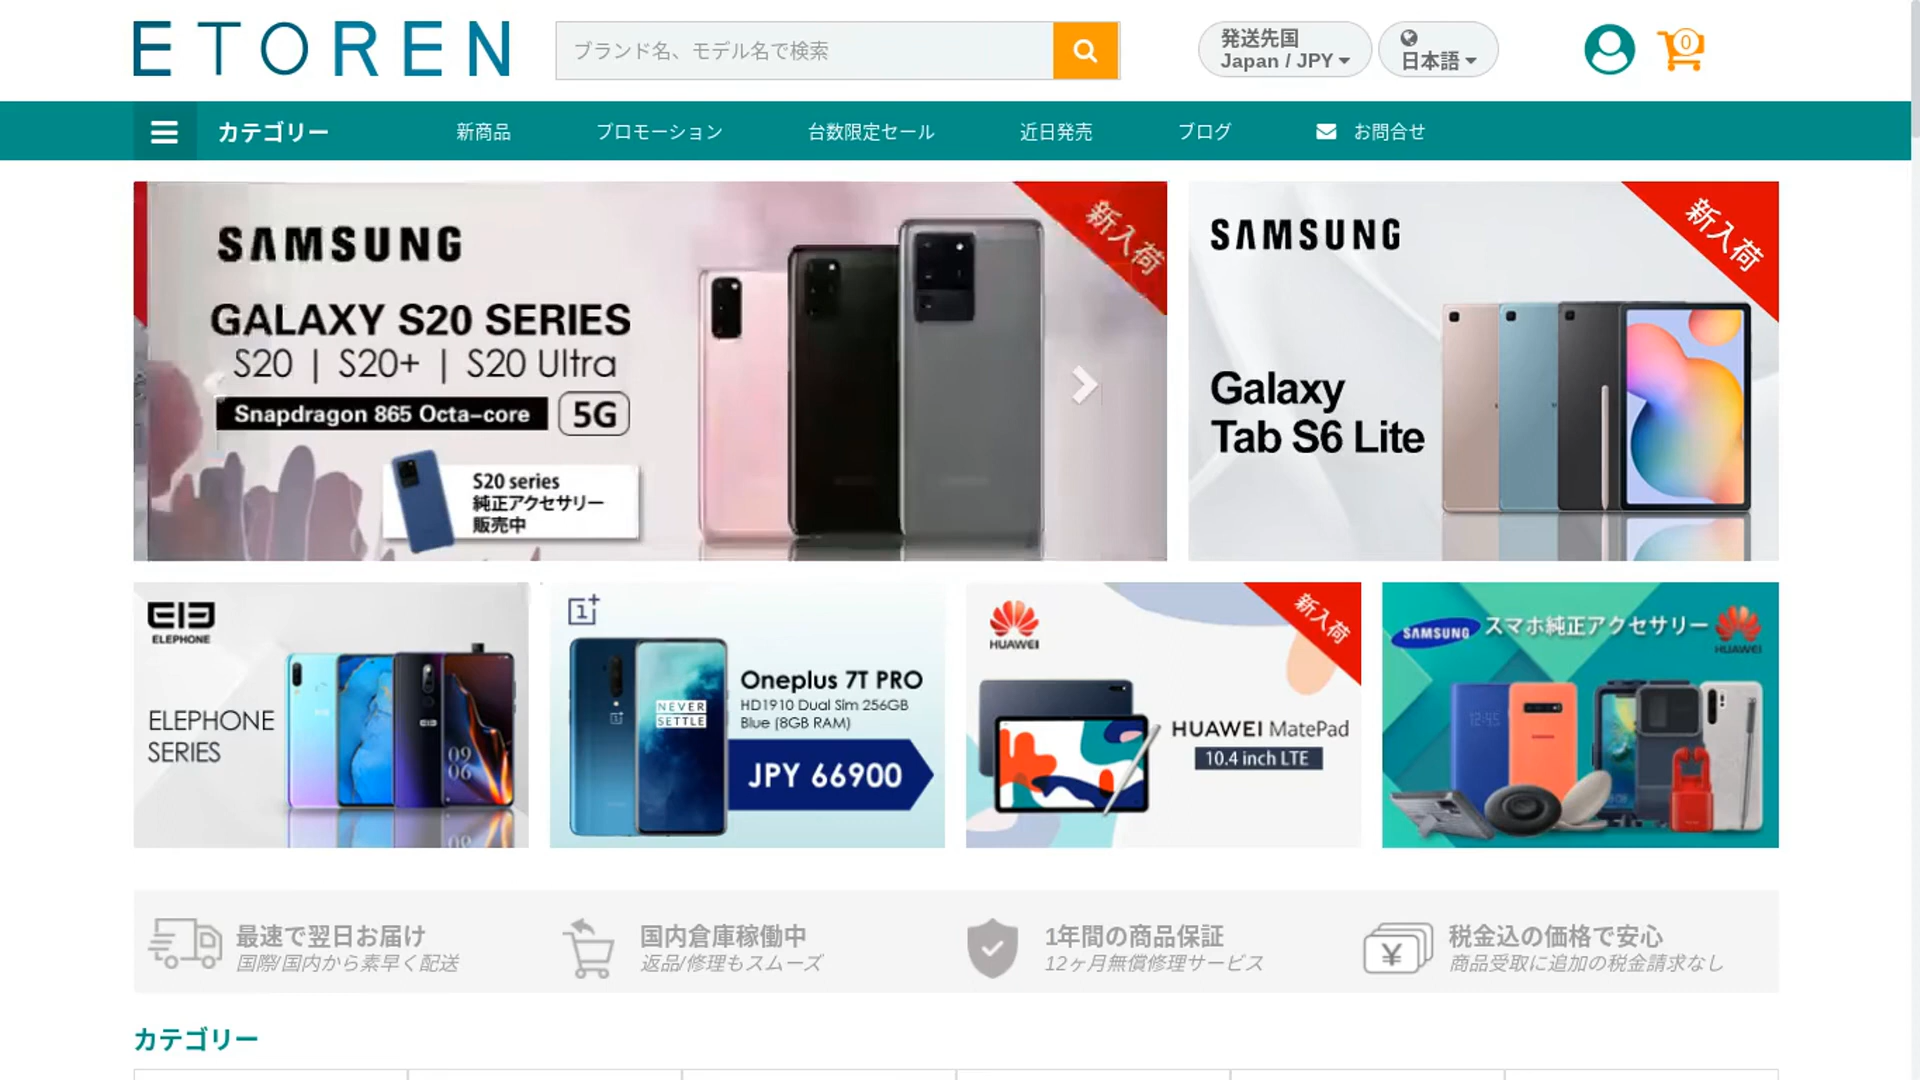 ETOREN
ブランド名、モデル名で検索
発送先国
Japan / JPY
日本語
0
カテゴリー
新商品
プロモーション
台数限定セール
近日発売
ブログ
お問合せ
SAMSUNG
GALAXY S20 SERIES
S20 | S20+ | S20 Ultra
Snapdragon 865 Octa-core
5G
S20 series
純正アクセサリー
販売中
新入荷
SAMSUNG
Galaxy
Tab S6 Lite
新入荷
ELEPHONE
ELEPHONE
SERIES
09
06
1+
NEVER
SETTLE
Oneplus 7T PRO
HD1910 Dual Sim 256GB
Blue (8GB RAM)
JPY 66900
HUAWEI
HUAWEI MatePad
10.4 inch LTE
新入荷
SAMSUNG
スマホ純正アクセサリー
HUAWEI
12:45
最速で翌日お届け
国際/国内から素早く配送
国内倉庫稼働中
返品/修理もスムーズ
1年間の商品保証
12ヶ月無償修理サービス
¥
税金込の価格で安心
商品受取に追加の税金請求なし
カテゴリー